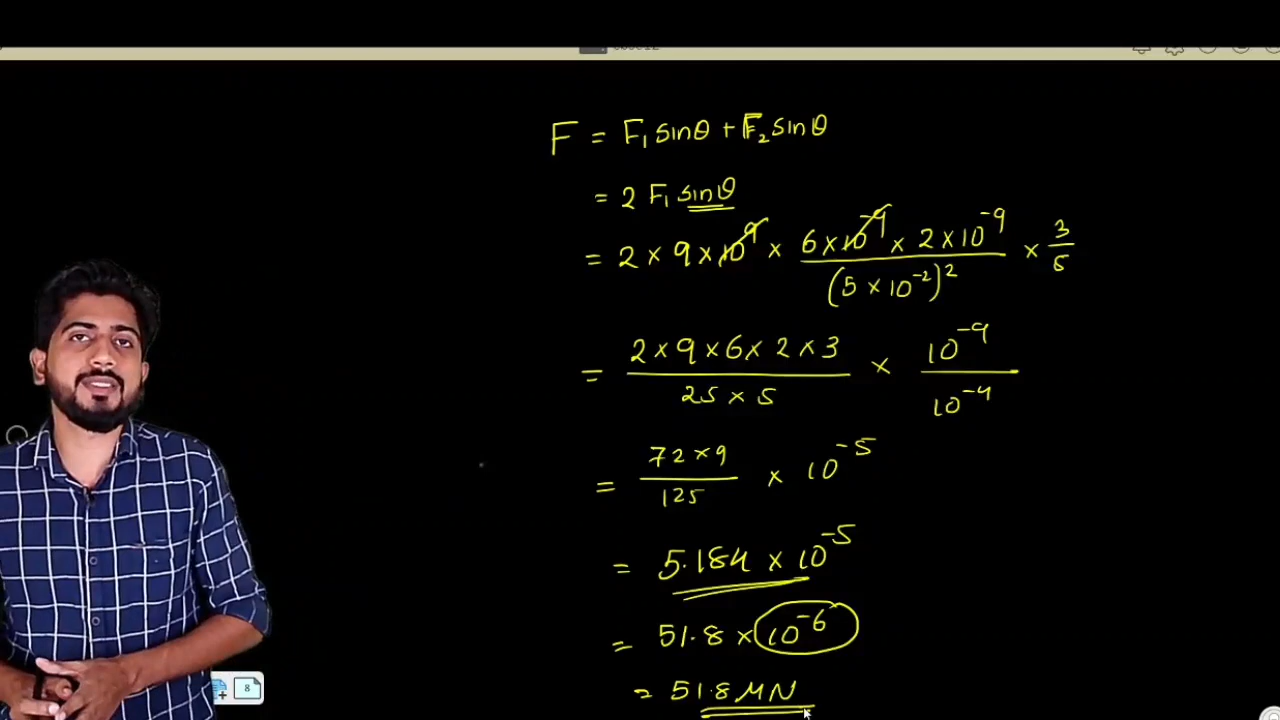 F = F₁ sinθ + F₂ sinθ
= 2 F₁ sinθ
= 2 × 9 × 10⁹ × (6 × 10⁻⁹ × 2 × 10⁻⁹) / (5 × 10⁻²)² × 3/5
= (2 × 9 × 6 × 2 × 3) / (25 × 5) × 10⁻⁹ / 10⁻⁴
= (72 × 9) / 125 × 10⁻⁵
= 5.184 × 10⁻⁵
= 51.8 × 10⁻⁶
= 51.8 μN
8